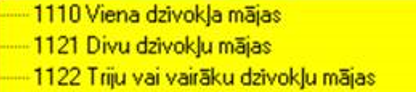 1110 Viena dzīvokļa mājas
1121 Divu dzīvokļu mājas
1122 Triju vai vairāku dzīvokļu mājas